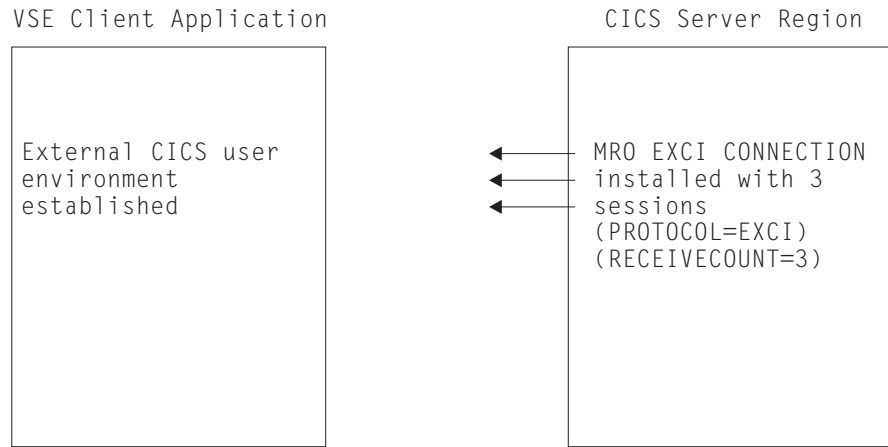 VSE Client Application
CICS Server Region
External CICS user
environment
established
MRO EXCI CONNECTION
installed with 3
sessions
(PROTOCOL=EXCI)
(RECEIVECOUNT=3)